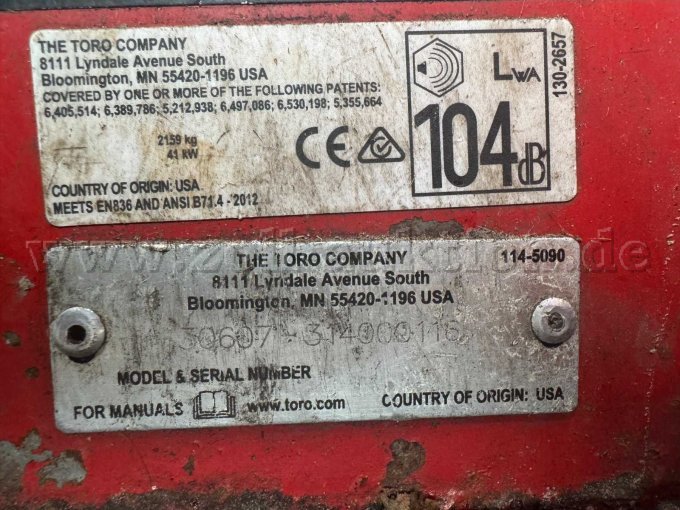 THE TORO COMPANY
8111 Lyndale Avenue South
Bloomington, MN 55420-1196 USA
COVERED BY ONE OR MORE OF THE FOLLOWING PATENTS:
6,405,514; 6,389,786; 5,212,938; 6,497,086; 6,530,198; 5,355,664
2159 kg
41 kW
COUNTRY OF ORIGIN: USA
MEETS EN836 AND ANSI B71.4 - 2012
CE
LWA
104dB
130-2657
www.zoll-auktion.de
THE TORO COMPANY
114-5090
8111 Lyndale Avenue South
Bloomington, MN 55420-1196 USA
30607 - 314000116
MODEL & SERIAL NUMBER
FOR MANUALS www.toro.com
COUNTRY OF ORIGIN: USA